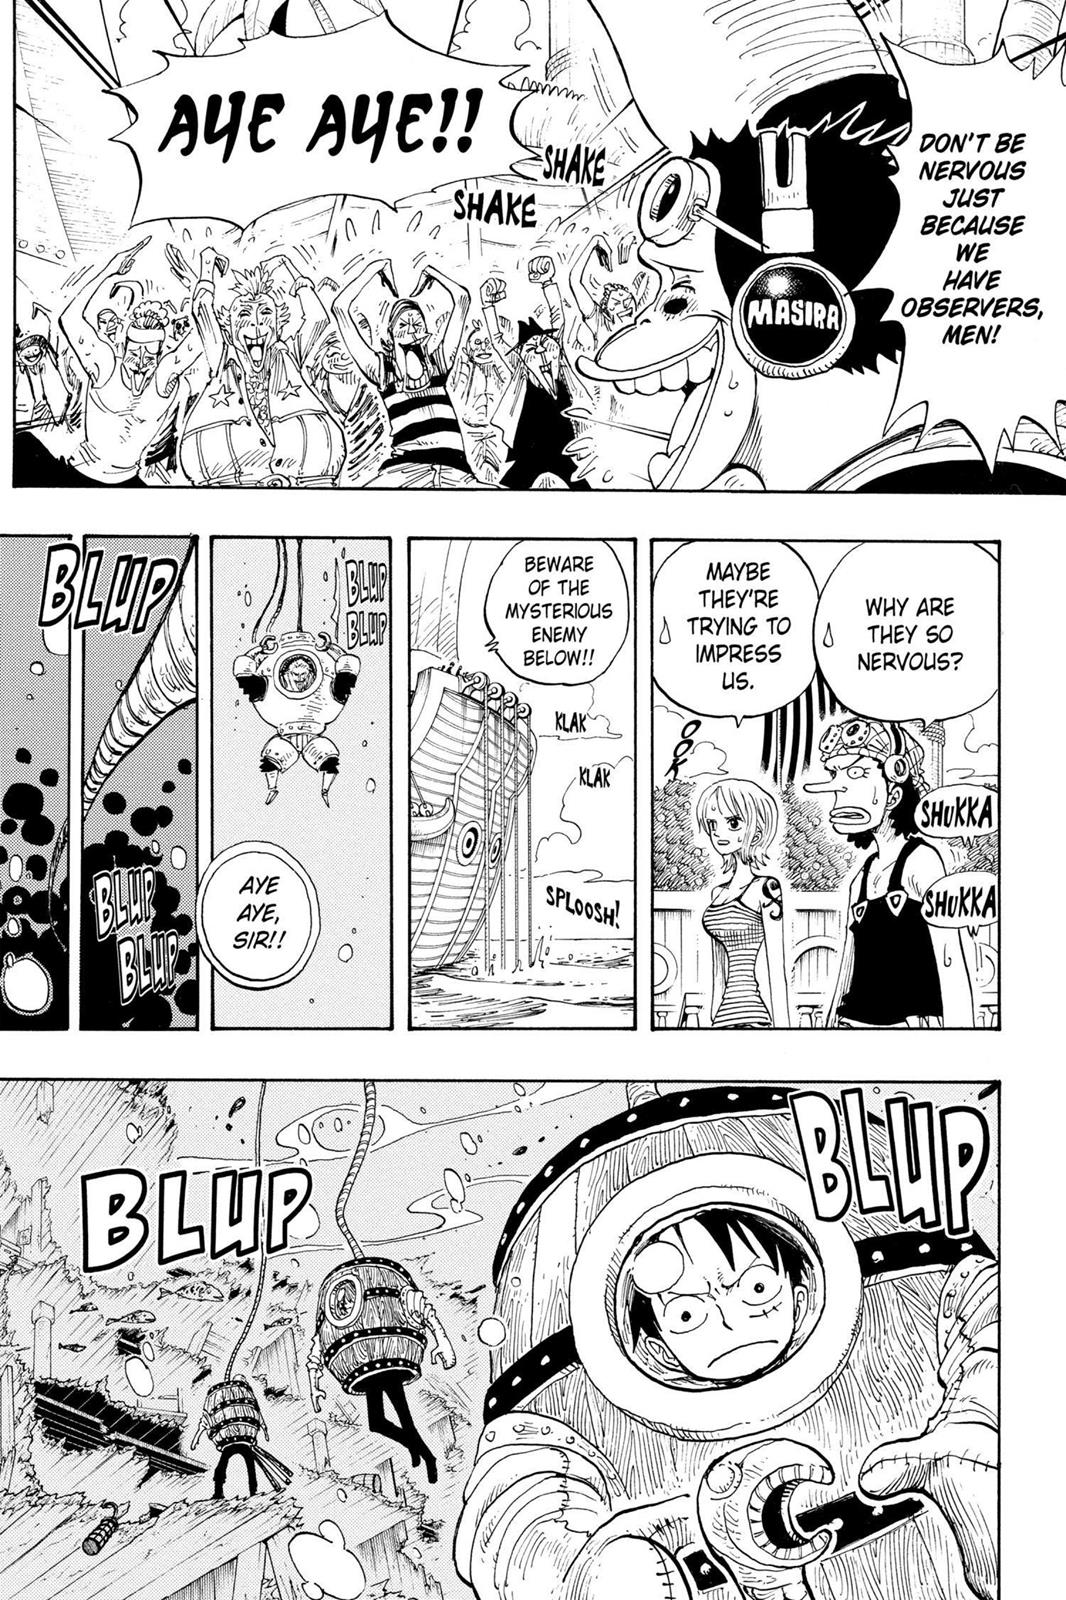 DON'T BE
NERVOUS
JUST
BECAUSE
WE
HAVE
OBSERVERS,
MEN!
MASIRA
SHAKE
SHAKE
AYE AYE!!
WHY ARE
THEY SO
NERVOUS?
MAYBE
THEY'RE
TRYING TO
IMPRESS
US.
OOK
SHUKKA
SHUKKA
BEWARE
OF THE
MYSTERIOUS
ENEMY
BELOW!!
KLAK
KLAK
SPLOOSH!
BLUP
BLUP
AYE
AYE,
SIR!!
BLUP
BLUP
BLUP
BLUP
BLUP